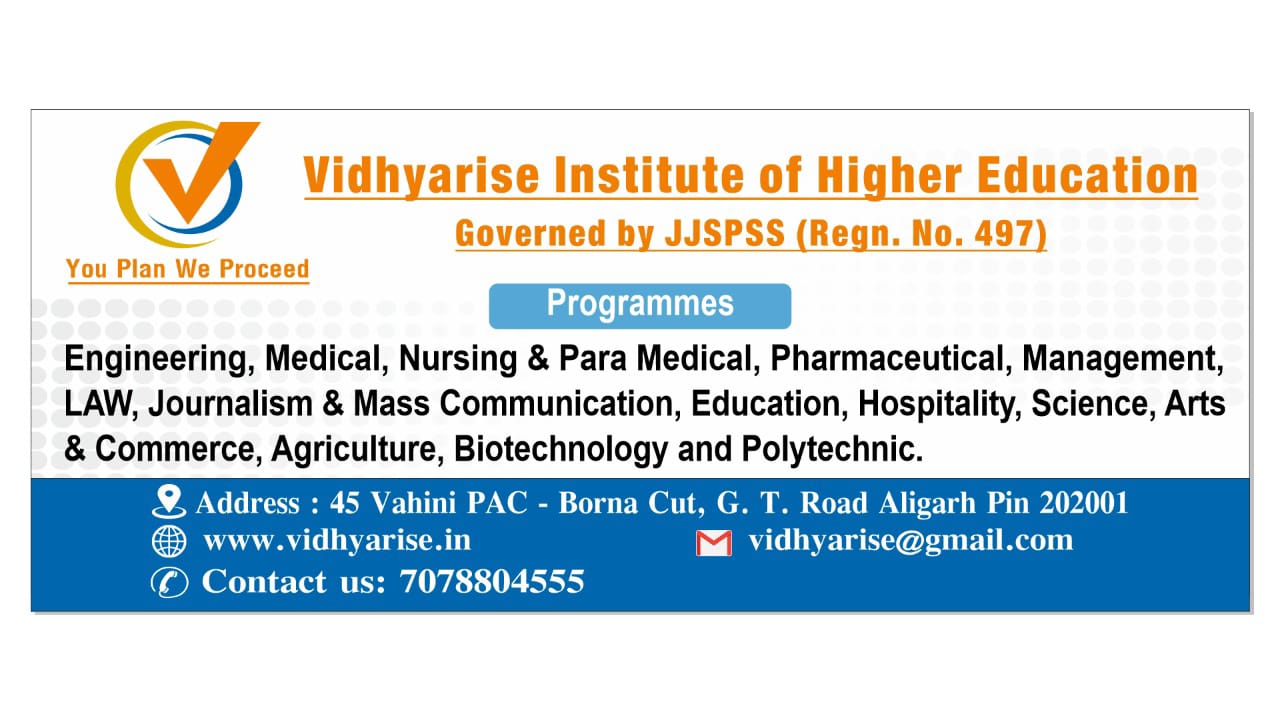 Vidhyarise Institute of Higher Education
Governed by JJSPSS (Regn. No. 497)
You Plan We Proceed
Programmes
Engineering, Medical, Nursing & Para Medical, Pharmaceutical, Management,
LAW, Journalism & Mass Communication, Education, Hospitality, Science, Arts
& Commerce, Agriculture, Biotechnology and Polytechnic.
Address : 45 Vahini PAC - Borna Cut, G. T. Road Aligarh Pin 202001
www.vidhyarise.in vidhyarise@gmail.com
Contact us: 7078804555